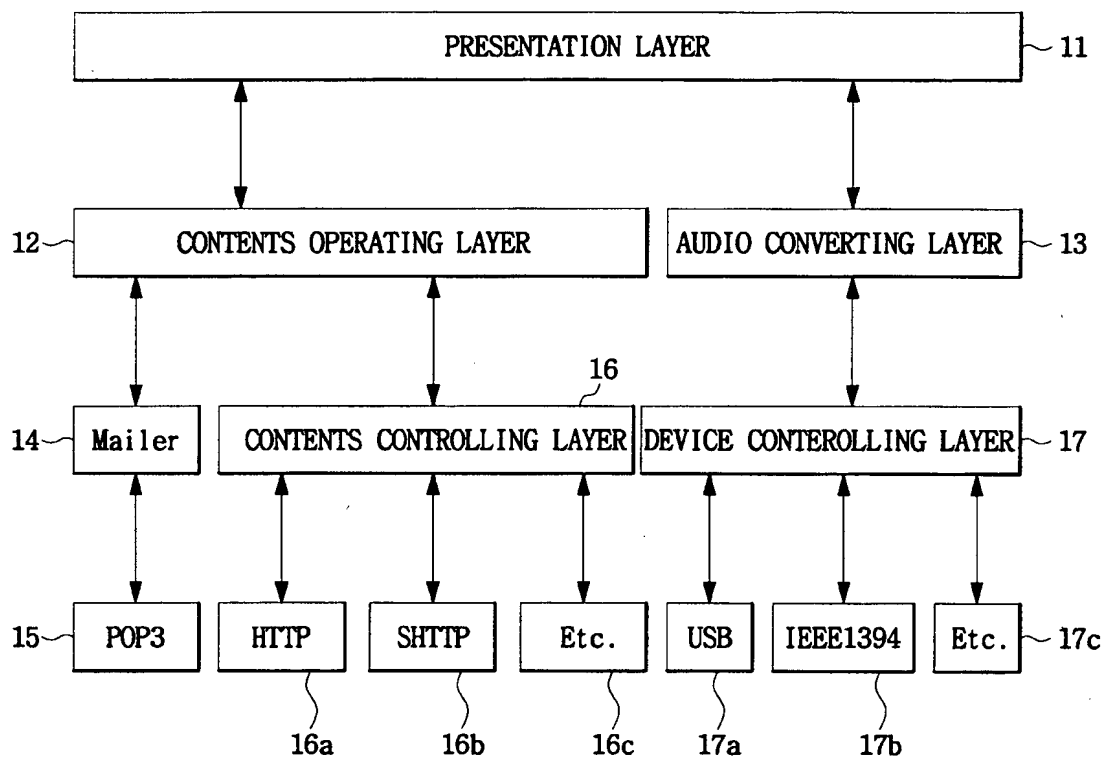 PRESENTATION LAYER 11
12 CONTENTS OPERATING LAYER AUDIO CONVERTING LAYER 13
16
14 Mailer CONTENTS CONTROLLING LAYER DEVICE CONTEROLLING LAYER 17
15 POP3 HTTP SHTTP Etc. USB IEEE1394 Etc. 17c
16a 16b 16c 17a 17b